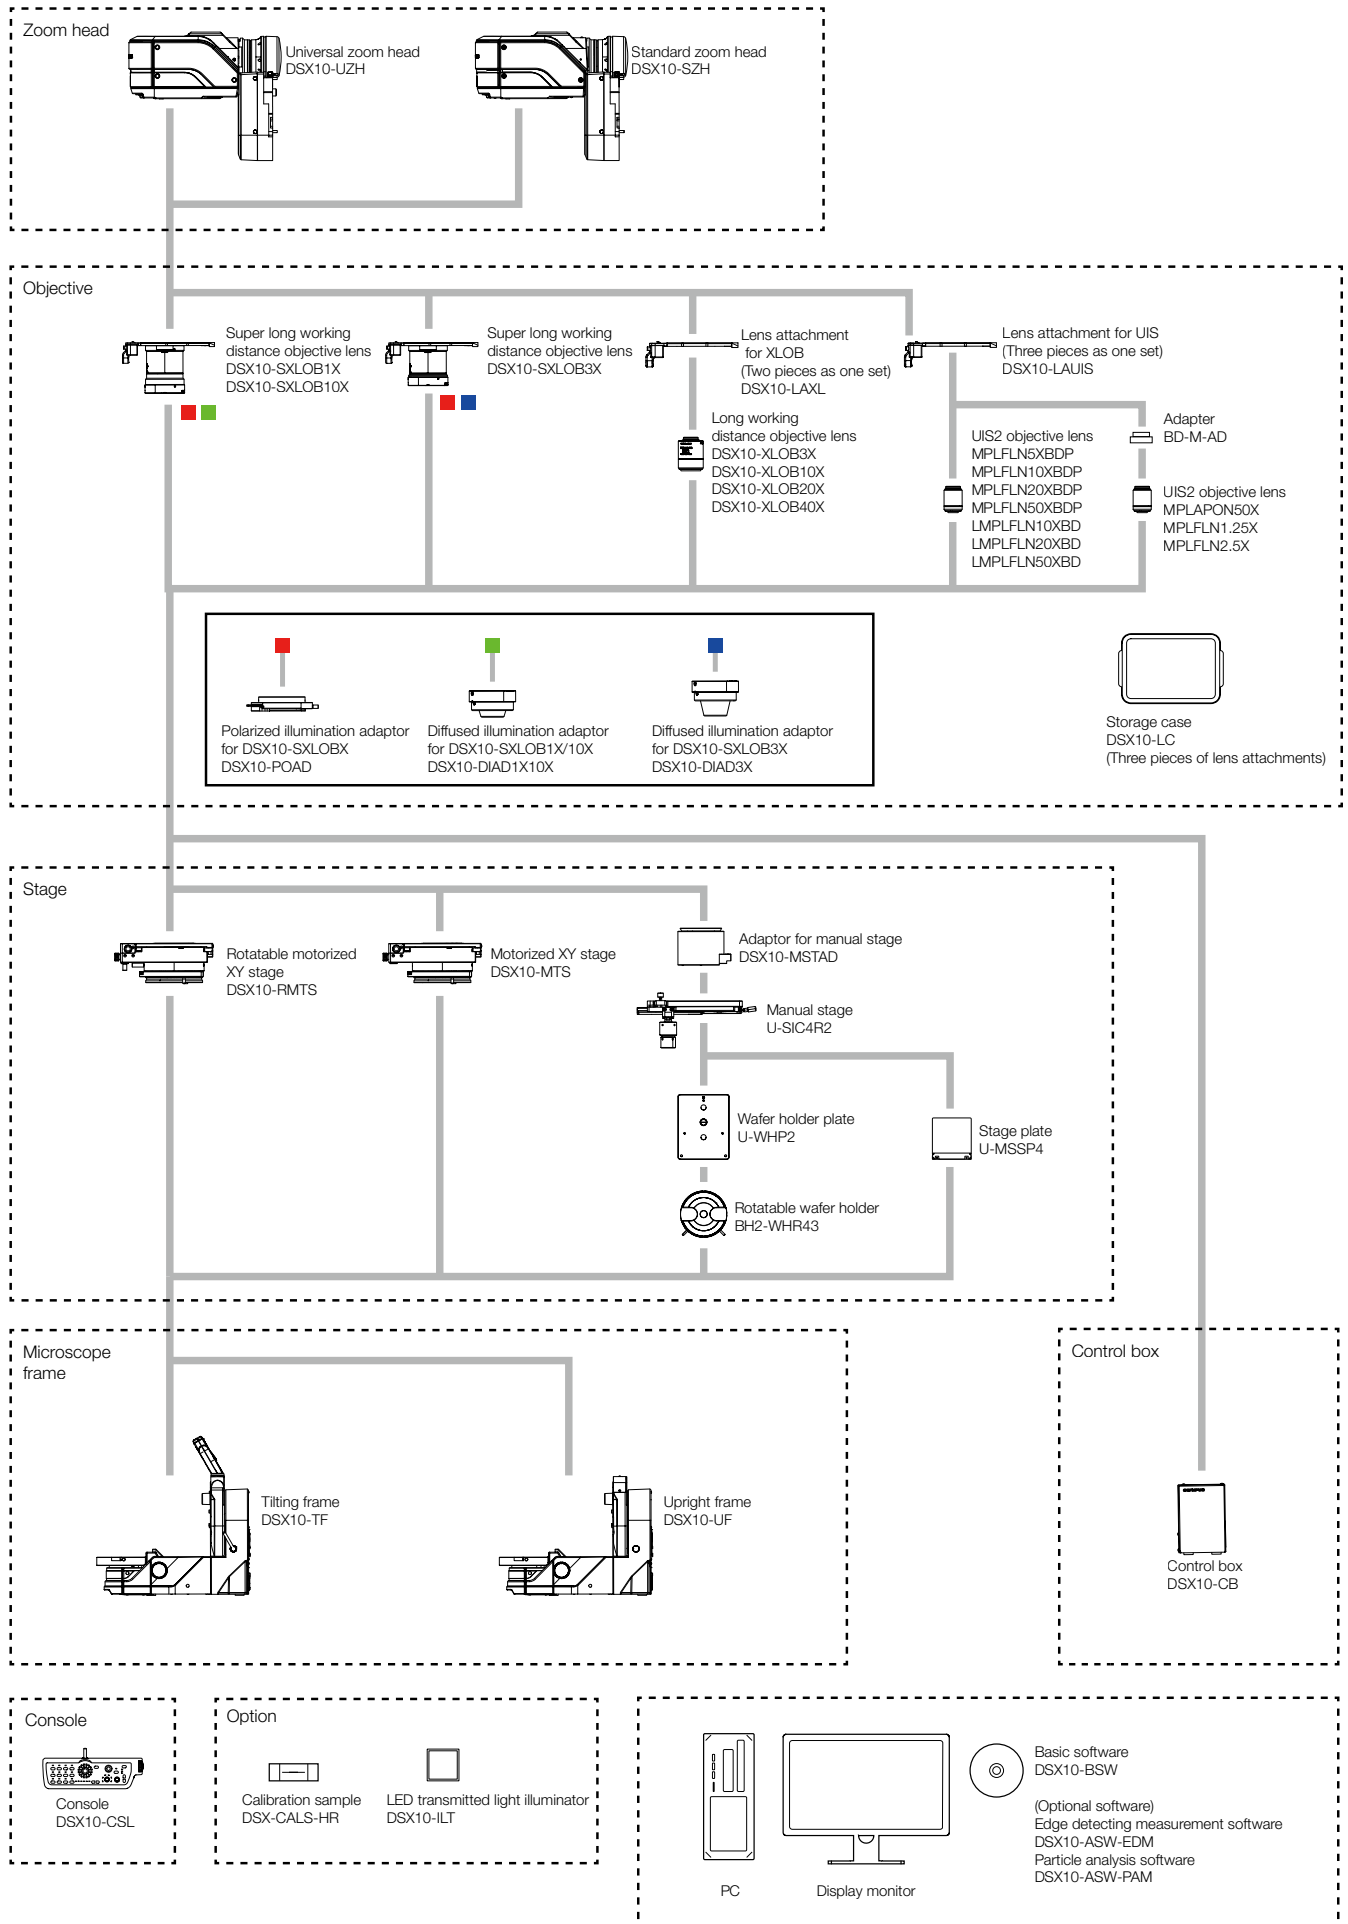 Zoom head
Universal zoom head
DSX10-UZH
Standard zoom head
DSX10-SZH
Objective
Super long working
distance objective lens
DSX10-SXLOB1X
DSX10-SXLOB10X
Super long working
distance objective lens
DSX10-SXLOB3X
Lens attachment
for XLOB
(Two pieces as one set)
DSX10-LAXL
Lens attachment for UIS
(Three pieces as one set)
DSX10-LAUIS
Long working
distance objective lens
DSX10-XLOB3X
DSX10-XLOB10X
DSX10-XLOB20X
DSX10-XLOB40X
UIS2 objective lens
MPLFLN5XBDP
MPLFLN10XBDP
MPLFLN20XBDP
MPLFLN50XBDP
LMPLFLN10XBD
LMPLFLN20XBD
LMPLFLN50XBD
Adapter
BD-M-AD
UIS2 objective lens
MPLAPON50X
MPLFLN1.25X
MPLFLN2.5X
Polarized illumination adaptor
for DSX10-SXLOBX
DSX10-POAD
Diffused illumination adaptor
for DSX10-SXLOB1X/10X
DSX10-DIAD1X10X
Diffused illumination adaptor
for DSX10-SXLOB3X
DSX10-DIAD3X
Storage case
DSX10-LC
(Three pieces of lens attachments)
Stage
Rotatable motorized
XY stage
DSX10-RMTS
Motorized XY stage
DSX10-MTS
Adaptor for manual stage
DSX10-MSTAD
Manual stage
U-SIC4R2
Wafer holder plate
U-WHP2
Stage plate
U-MSSP4
Rotatable wafer holder
BH2-WHR43
Microscope
frame
Tilting frame
DSX10-TF
Upright frame
DSX10-UF
Control box
OLYMPUS
Control box
DSX10-CB
Console
Console
DSX10-CSL
Option
Calibration sample
DSX-CALS-HR
LED transmitted light illuminator
DSX10-ILT
PC
Display monitor
Basic software
DSX10-BSW
(Optional software)
Edge detecting measurement software
DSX10-ASW-EDM
Particle analysis software
DSX10-ASW-PAM